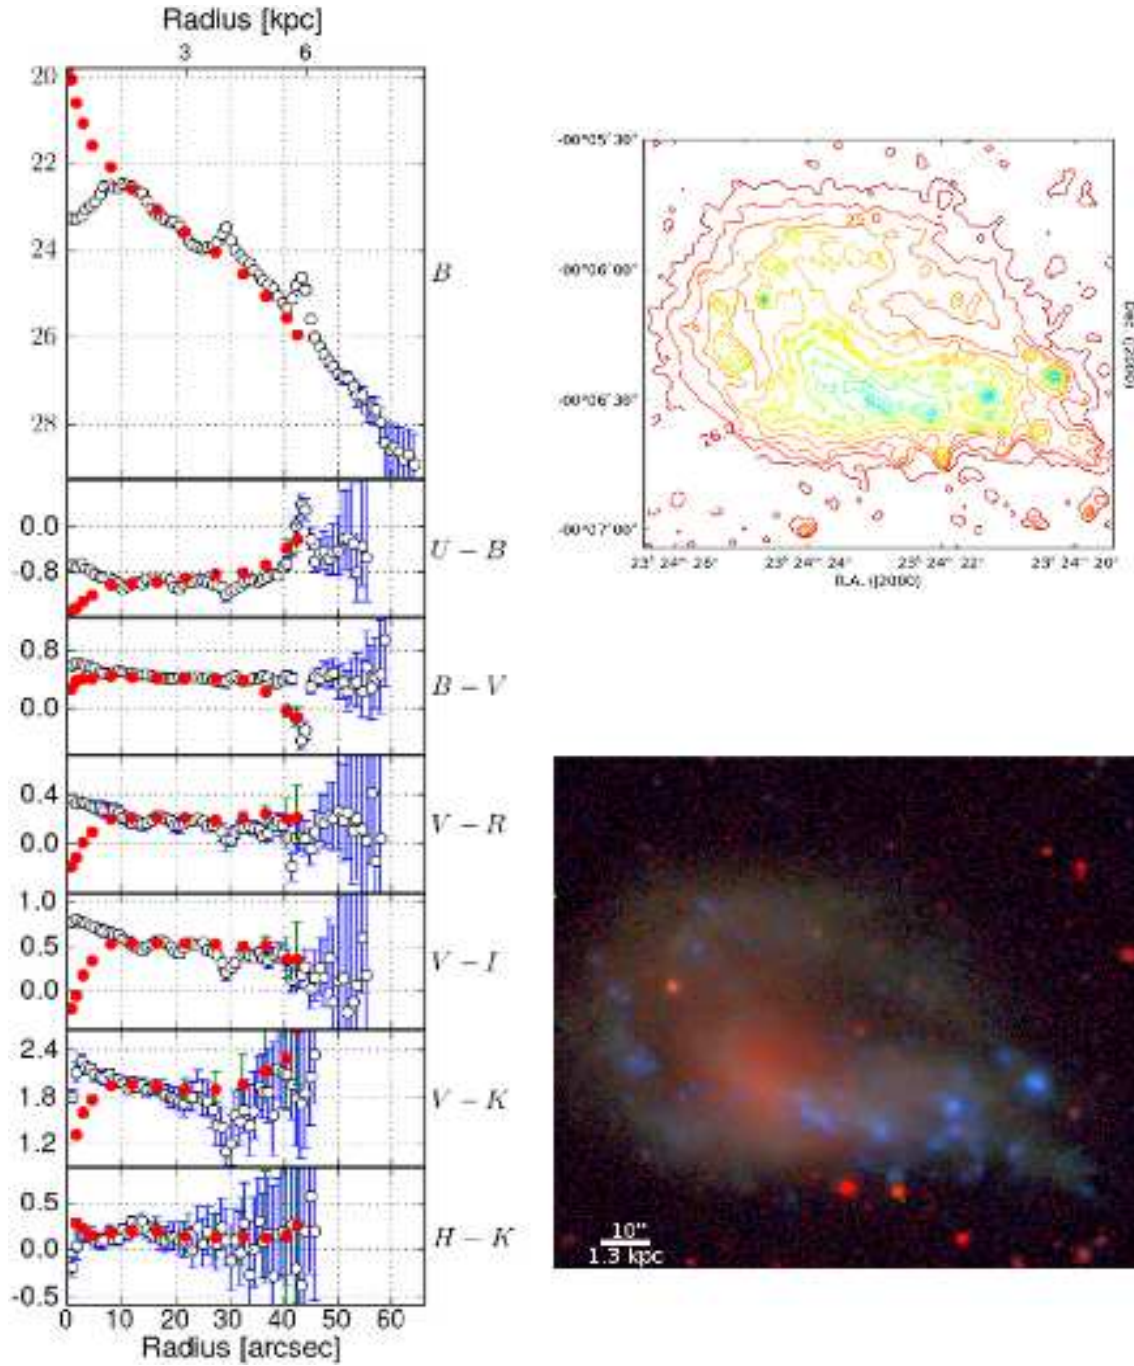 Radius [kpc]
3 6
20
22
24
26
28
B
0.0
-0.8
U − B
0.8
0.0
B − V
0.4
0.0
V − R
1.0
0.5
0.0
V − I
2.4
1.8
1.2
V − K
0.5
0.0
-0.5
H − K
0 10 20 30 40 50 60
Radius [arcsec]
-00°05'30"
-00°06'00"
-00°06'30"
-00°07'00"
25
26.
23ʰ 24ᵐ 26ˢ 23ʰ 24ᵐ 24ˢ 23ʰ 24ᵐ 22ˢ 23ʰ 24ᵐ 20ˢ
R.A. (J2000)
Dec. (J2000)
10"
1.3 kpc